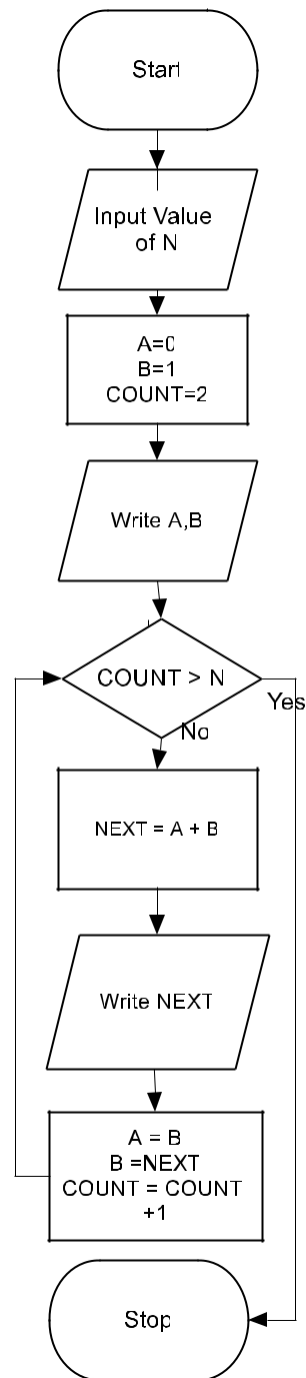 Start
Input Value
of N
A=0
B=1
COUNT=2
Write A,B
COUNT > N
Yes
No
NEXT = A + B
Write NEXT
A = B
B =NEXT
COUNT = COUNT
+1
Stop